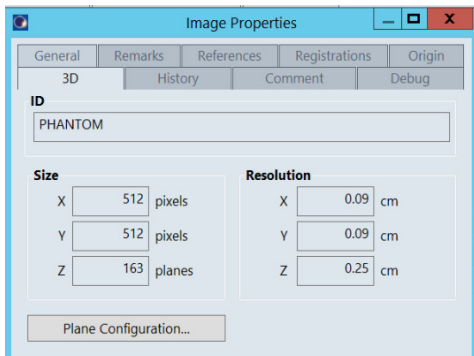 Image Properties
General Remarks References Registrations Origin
3D History Comment Debug
ID
PHANTOM
Size Resolution
X 512 pixels X 0.09 cm
Y 512 pixels Y 0.09 cm
Z 163 planes Z 0.25 cm
Plane Configuration...